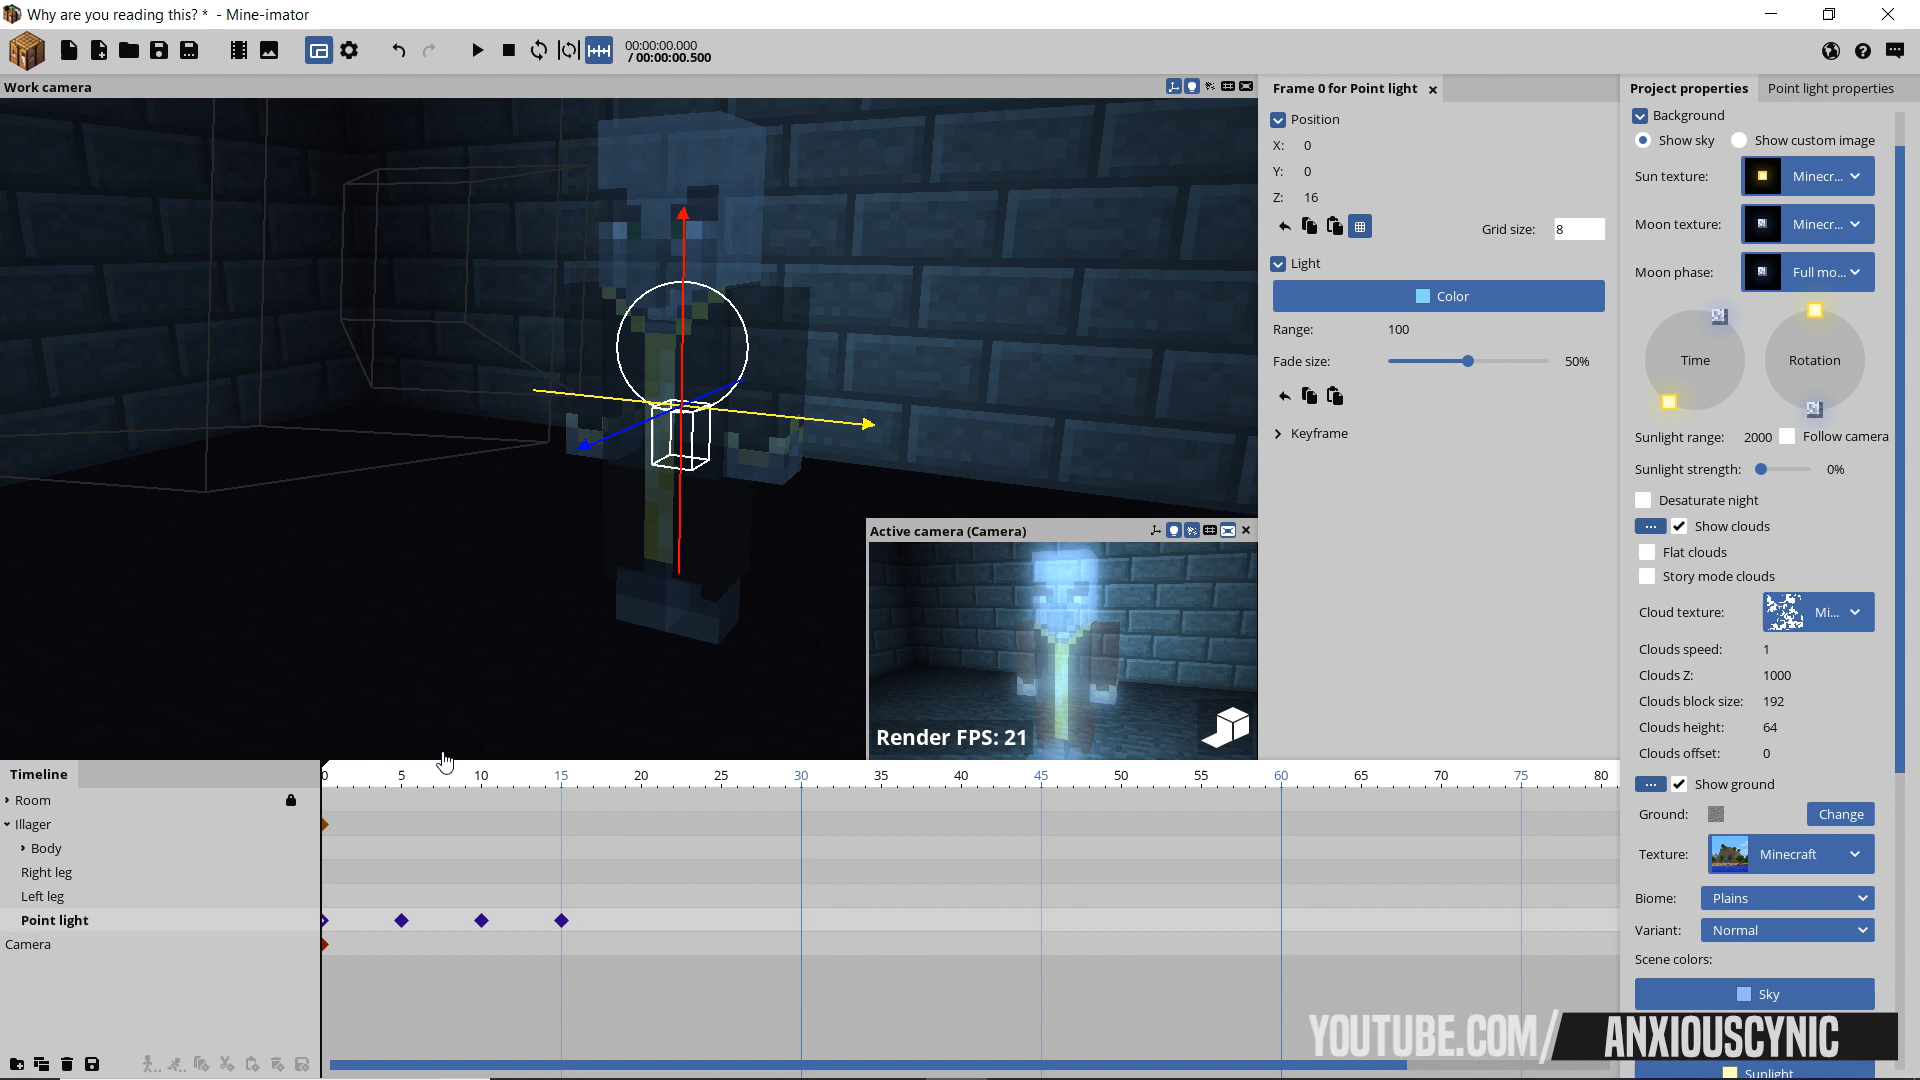 Why are you reading this? * - Mine-imator
00:00:00.000
/ 00:00:00.500
Work camera
Frame 0 for Point light
Project properties
Point light properties
Position
X: 0
Y: 0
Z: 16
Grid size: 8
Light
Color
Range: 100
Fade size: 50%
Keyframe
Background
Show sky
Show custom image
Sun texture: Minecr...
Moon texture: Minecr...
Moon phase: Full mo...
Time
Rotation
Sunlight range: 2000
Follow camera
Sunlight strength: 0%
Desaturate night
... Show clouds
Flat clouds
Story mode clouds
Cloud texture: Mi...
Clouds speed: 1
Clouds Z: 1000
Clouds block size: 192
Clouds height: 64
Clouds offset: 0
... Show ground
Ground: Change
Texture: Minecraft
Biome: Plains
Variant: Normal
Scene colors:
Sky
Sunlight
Active camera (Camera)
Render FPS: 21
Timeline
0 5 10 15 20 25 30 35 40 45 50 55 60 65 70 75 80
Room
Illager
Body
Right leg
Left leg
Point light
Camera
YOUTUBE.COM/ ANXIOUSCYNIC